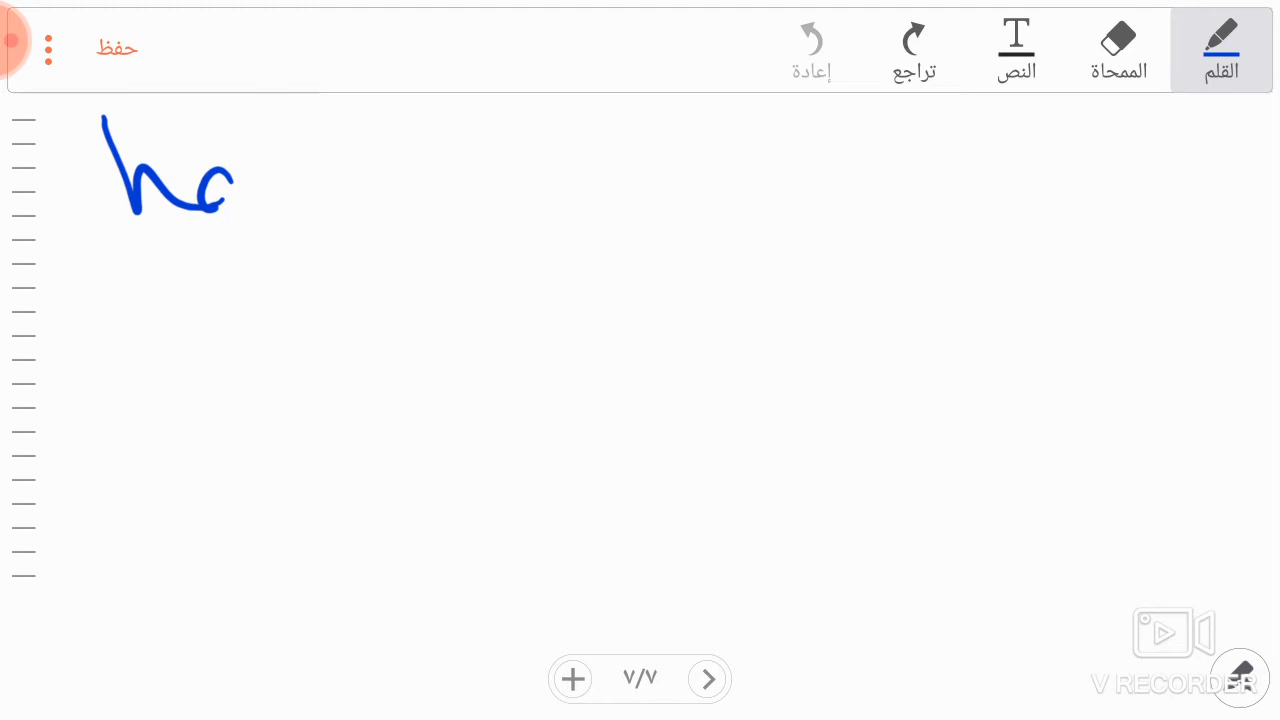 حفظ
إعادة
تراجع
النص
الممحاة
القلم
٧/٧
V RECORDER